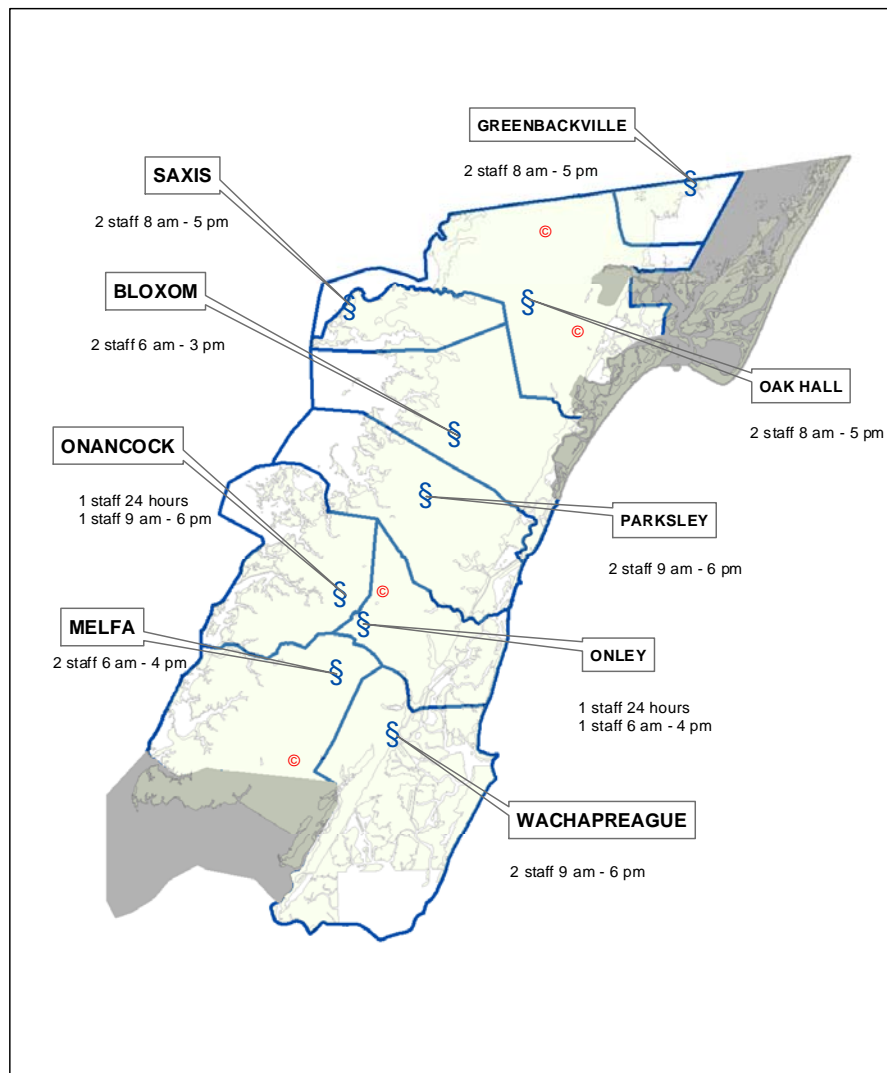 GREENBACKVILLE
2 staff 8 am - 5 pm
SAXIS
2 staff 8 am - 5 pm
§
©
BLOXOM
§
§
2 staff 6 am - 3 pm
©
OAK HALL
2 staff 8 am - 5 pm
ONANCOCK
§
1 staff 24 hours
1 staff 9 am - 6 pm
§
PARKSLEY
2 staff 9 am - 6 pm
§
©
MELFA
§
ONLEY
2 staff 6 am - 4 pm
§
1 staff 24 hours
1 staff 6 am - 4 pm
§
©
WACHAPREAGUE
2 staff 9 am - 6 pm